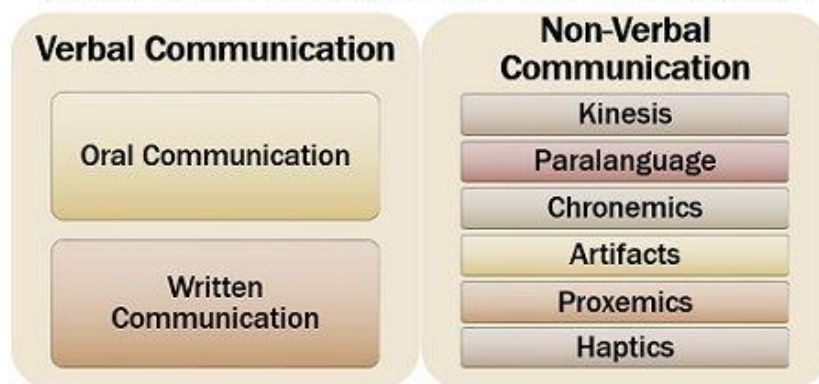 Verbal Communication
Oral Communication
Written
Communication
Non-Verbal
Communication
Kinesis
Paralanguage
Chronemics
Artifacts
Proxemics
Haptics